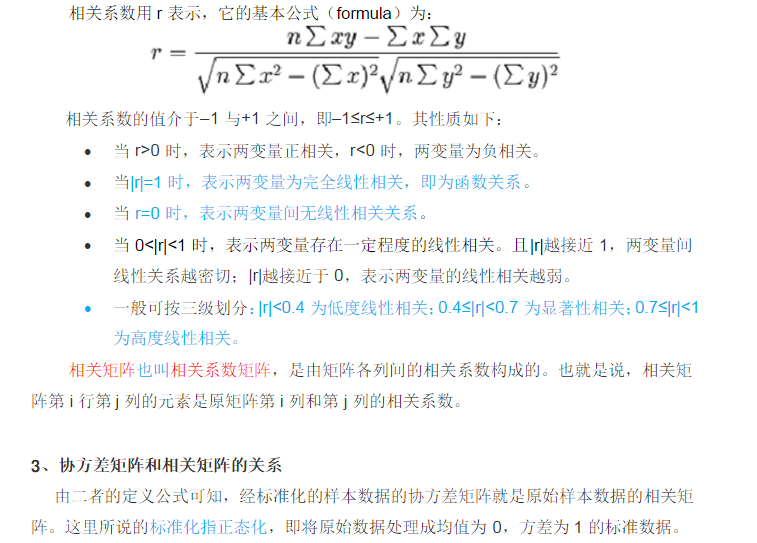 相关系数用 r 表示，它的基本公式（formula）为：
r = \frac{n\sum xy - \sum x \sum y}{\sqrt{n\sum x^2 - (\sum x)^2}\sqrt{n\sum y^2 - (\sum y)^2}}
相关系数的值介于–1 与+1 之间，即–1≤r≤+1。其性质如下：
• 当 r>0 时，表示两变量正相关，r<0 时，两变量为负相关。
• 当|r|=1 时，表示两变量为完全线性相关，即为函数关系。
• 当 r=0 时，表示两变量间无线性相关关系。
• 当 0<|r|<1 时，表示两变量存在一定程度的线性相关。且|r|越接近 1，两变量间
线性关系越密切；|r|越接近于 0，表示两变量的线性相关越弱。
• 一般可按三级划分：|r|<0.4 为低度线性相关；0.4≤|r|<0.7 为显著性相关；0.7≤|r|<1
为高度线性相关。
相关矩阵也叫相关系数矩阵，是由矩阵各列间的相关系数构成的。也就是说，相关矩
阵第 i 行第 j 列的元素是原矩阵第 i 列和第 j 列的相关系数。
3、协方差矩阵和相关矩阵的关系
由二者的定义公式可知，经标准化的样本数据的协方差矩阵就是原始样本数据的相关矩
阵。这里所说的标准化指正态化，即将原始数据处理成均值为 0，方差为 1 的标准数据。